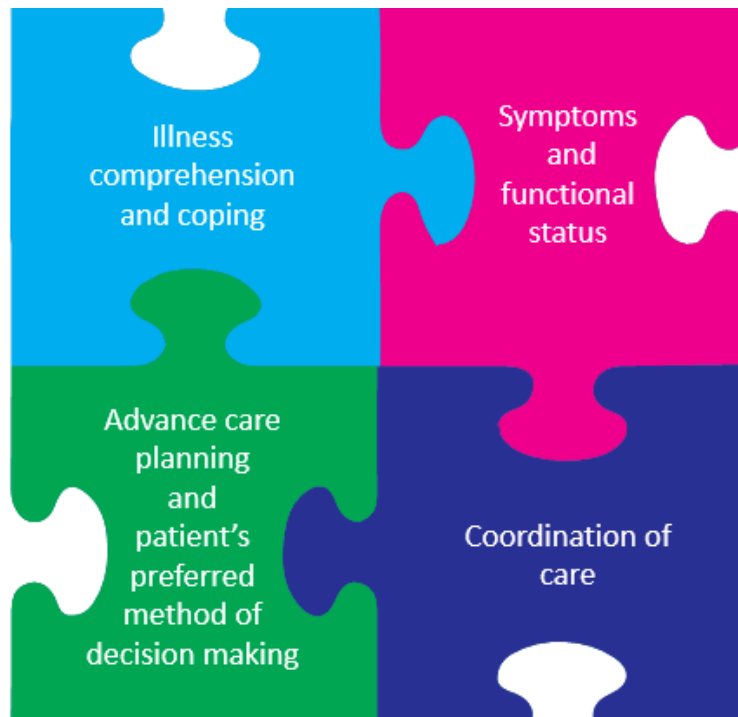 Illness
comprehension
and coping
Symptoms
and
functional
status
Advance care
planning
and
patient's
preferred
method of
decision making
Coordination of
care